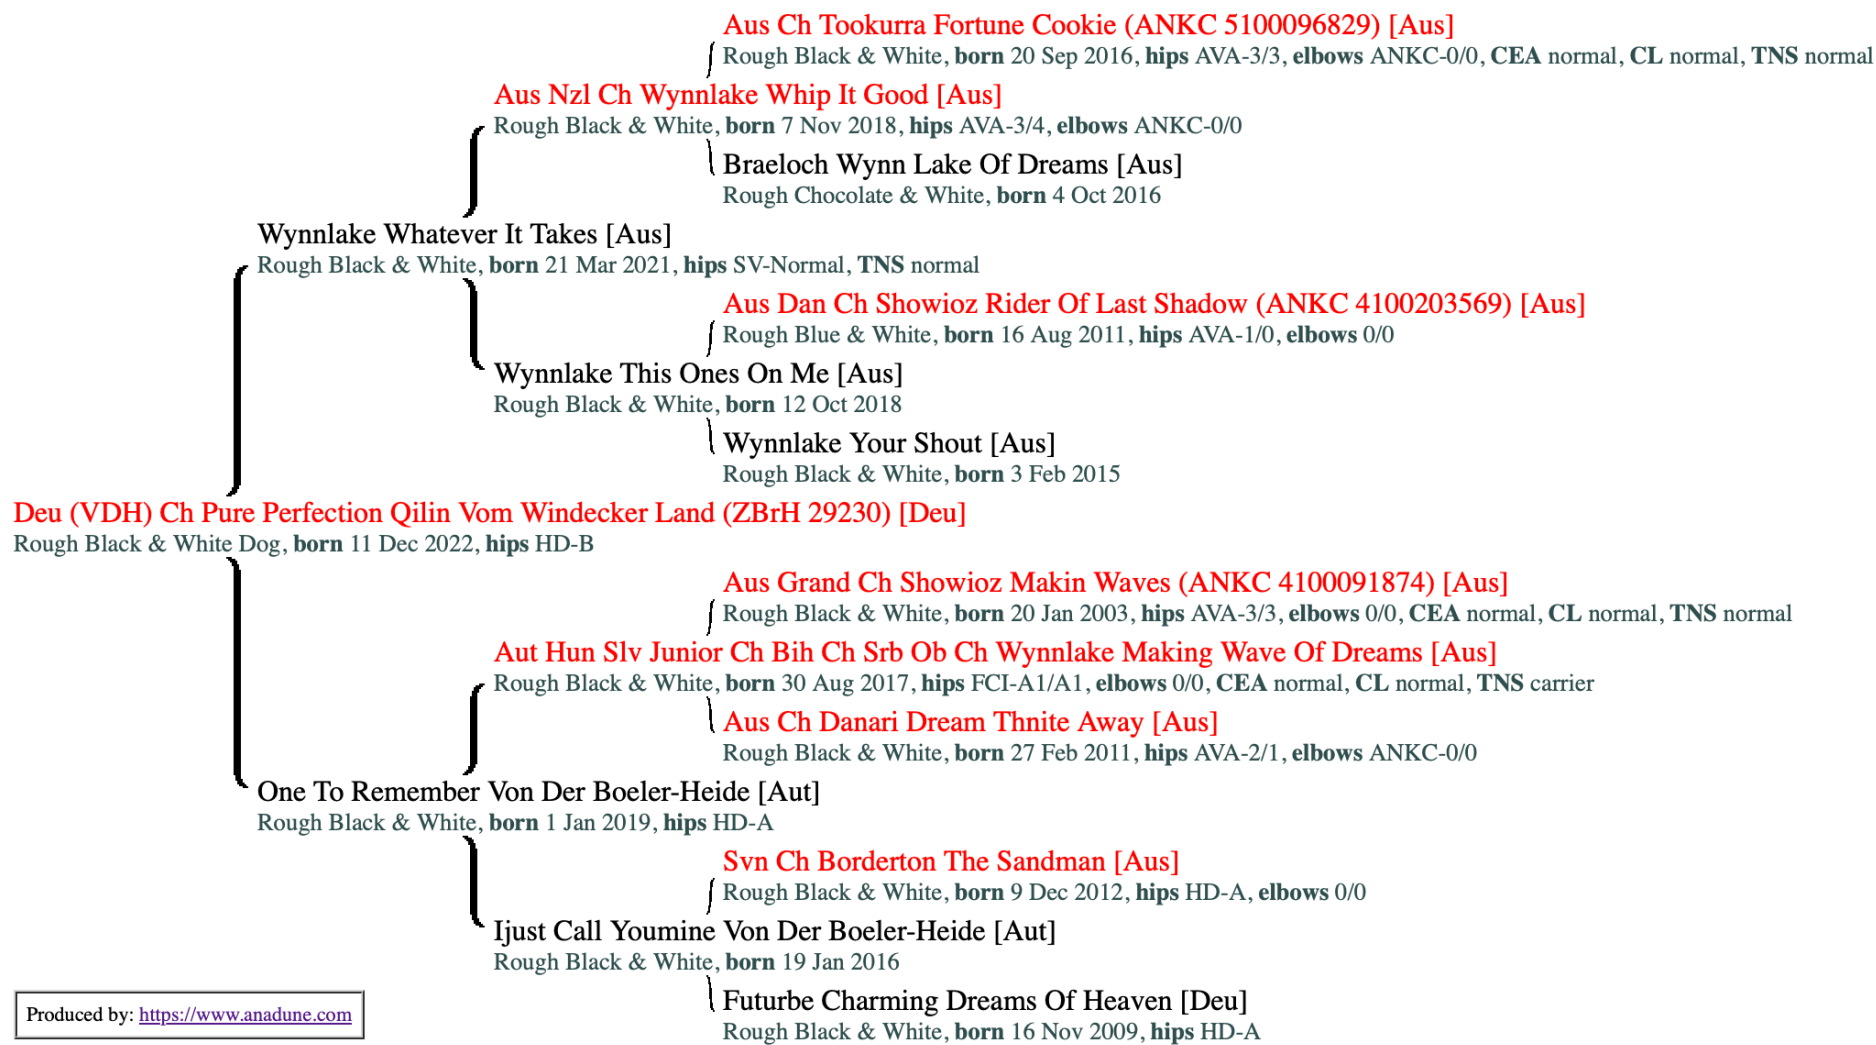 Aus Ch Tookurra Fortune Cookie (ANKC 5100096829) [Aus]
Rough Black & White, born 20 Sep 2016, hips AVA-3/3, elbows ANKC-0/0, CEA normal, CL normal, TNS normal
Aus Nzl Ch Wynnlake Whip It Good [Aus]
Rough Black & White, born 7 Nov 2018, hips AVA-3/4, elbows ANKC-0/0
Braeloch Wynn Lake Of Dreams [Aus]
Rough Chocolate & White, born 4 Oct 2016
Wynnlake Whatever It Takes [Aus]
Rough Black & White, born 21 Mar 2021, hips SV-Normal, TNS normal
Aus Dan Ch Showioz Rider Of Last Shadow (ANKC 4100203569) [Aus]
Rough Blue & White, born 16 Aug 2011, hips AVA-1/0, elbows 0/0
Wynnlake This Ones On Me [Aus]
Rough Black & White, born 12 Oct 2018
Wynnlake Your Shout [Aus]
Rough Black & White, born 3 Feb 2015
Deu (VDH) Ch Pure Perfection Qilin Vom Windecker Land (ZBrH 29230) [Deu]
Rough Black & White Dog, born 11 Dec 2022, hips HD-B
Aus Grand Ch Showioz Makin Waves (ANKC 4100091874) [Aus]
Rough Black & White, born 20 Jan 2003, hips AVA-3/3, elbows 0/0, CEA normal, CL normal, TNS normal
Aut Hun Slv Junior Ch Bih Ch Srb Ob Ch Wynnlake Making Wave Of Dreams [Aus]
Rough Black & White, born 30 Aug 2017, hips FCI-A1/A1, elbows 0/0, CEA normal, CL normal, TNS carrier
Aus Ch Danari Dream Thnite Away [Aus]
Rough Black & White, born 27 Feb 2011, hips AVA-2/1, elbows ANKC-0/0
One To Remember Von Der Boeler-Heide [Aut]
Rough Black & White, born 1 Jan 2019, hips HD-A
Svn Ch Borderton The Sandman [Aus]
Rough Black & White, born 9 Dec 2012, hips HD-A, elbows 0/0
Ijust Call Youmine Von Der Boeler-Heide [Aut]
Rough Black & White, born 19 Jan 2016
Futurbe Charming Dreams Of Heaven [Deu]
Rough Black & White, born 16 Nov 2009, hips HD-A
Produced by: https://www.anadune.com